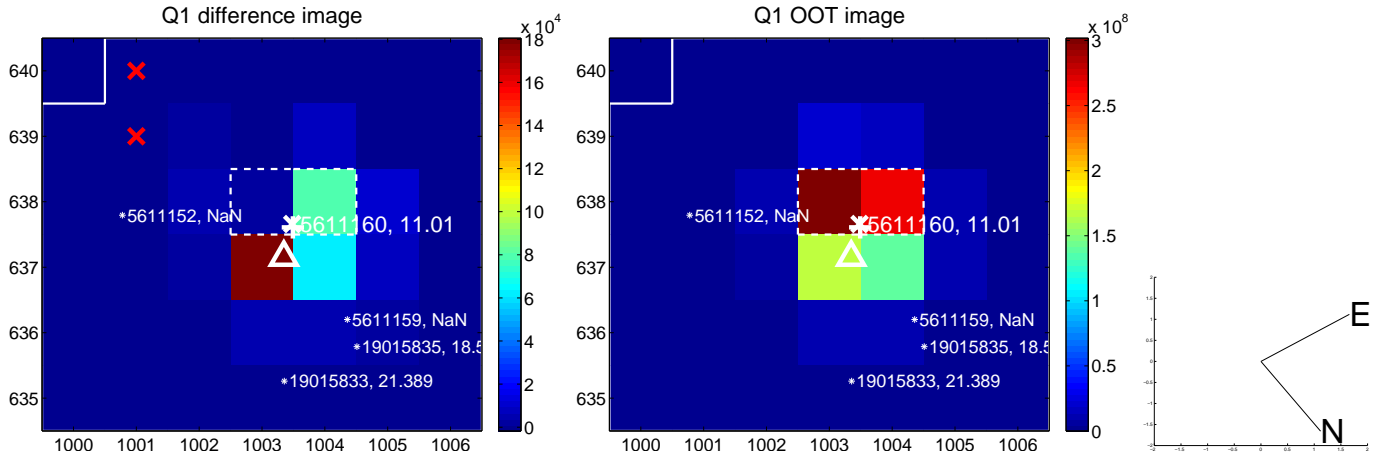 Q1 difference image
Q1 OOT image
x 10^4
x 10^8
640
639
638
637
636
635
1000 1001 1002 1003 1004 1005 1006
5611152, NaN
5611160, 11.01
5611159, NaN
19015835, 18.5
19015833, 21.389
18
16
14
12
10
8
6
4
2
0
640
639
638
637
636
635
1000 1001 1002 1003 1004 1005 1006
5611152, NaN
5611160, 11.01
5611159, NaN
19015835, 18.5
19015833, 21.389
3
2.5
2
1.5
1
0.5
0
E
N